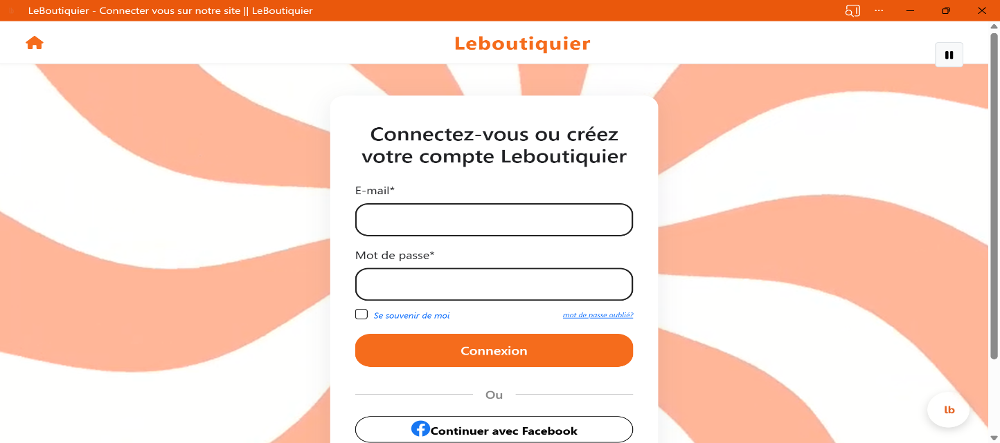 LeBoutiquier - Connecter vous sur notre site || LeBoutiquier
Leboutiquier
Connectez-vous ou créez
votre compte Leboutiquier
E-mail*
Mot de passe*
Se souvenir de moi
mot de passe oublié?
Connexion
Ou
Continuer avec Facebook
lb